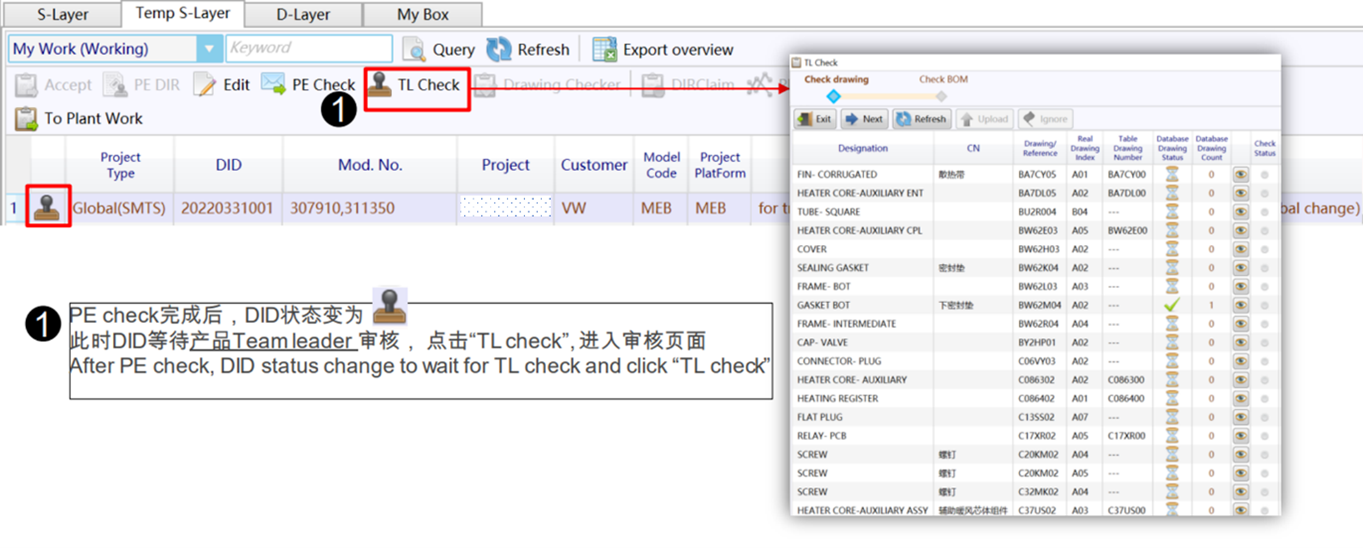 S-Layer Temp S-Layer D-Layer My Box
My Work (Working) Keyword Query Refresh Export overview
Accept PE DIR Edit PE Check TL Check Drawing Checker DIRClaim
1
To Plant Work
Project Type DID Mod. No. Project Customer Model Code Project PlatForm
1 Global(SMTS) 20220331001 307910,311350 VW MEB MEB for bal change)
TL Check
Check drawing Check BOM
Exit Next Refresh Upload Ignore
Designation CN Drawing/Reference Real Drawing Index Table Drawing Number Database Drawing Status Database Drawing Count Check Status
FIN- CORRUGATED 散热带 BA7CY05 A01 BA7CY00 0
HEATER CORE-AUXILIARY ENT BA7DL05 A02 BA7DL00 0
TUBE- SQUARE BU2R004 B04 --- 0
HEATER CORE-AUXILIARY CPL BW62E03 A05 BW62E00 0
COVER BW62H03 A02 --- 0
SEALING GASKET 密封垫 BW62K04 A02 --- 0
FRAME- BOT BW62L03 A03 --- 0
GASKET BOT 下密封垫 BW62M04 A02 --- 1
FRAME- INTERMEDIATE BW62R04 A04 --- 0
CAP- VALVE BY2HP01 A02 --- 0
CONNECTOR- PLUG C06VY03 A02 --- 0
HEATER CORE- AUXILIARY C086302 A02 C086300 0
HEATING REGISTER C086402 A01 C086400 0
FLAT PLUG C13SS02 A07 --- 0
RELAY- PCB C17XR02 A05 C17XR00 0
SCREW 螺钉 C20KM02 A04 --- 0
SCREW 螺钉 C20KM02 A05 --- 0
SCREW 螺钉 C32MK02 A04 --- 0
HEATER CORE-AUXILIARY ASSY 辅助暖风芯体组件 C37US02 A03 C37US00 0
1
PE check完成后，DID状态变为
此时DID等待产品Team leader 审核， 点击“TL check”, 进入审核页面
After PE check, DID status change to wait for TL check and click “TL check”